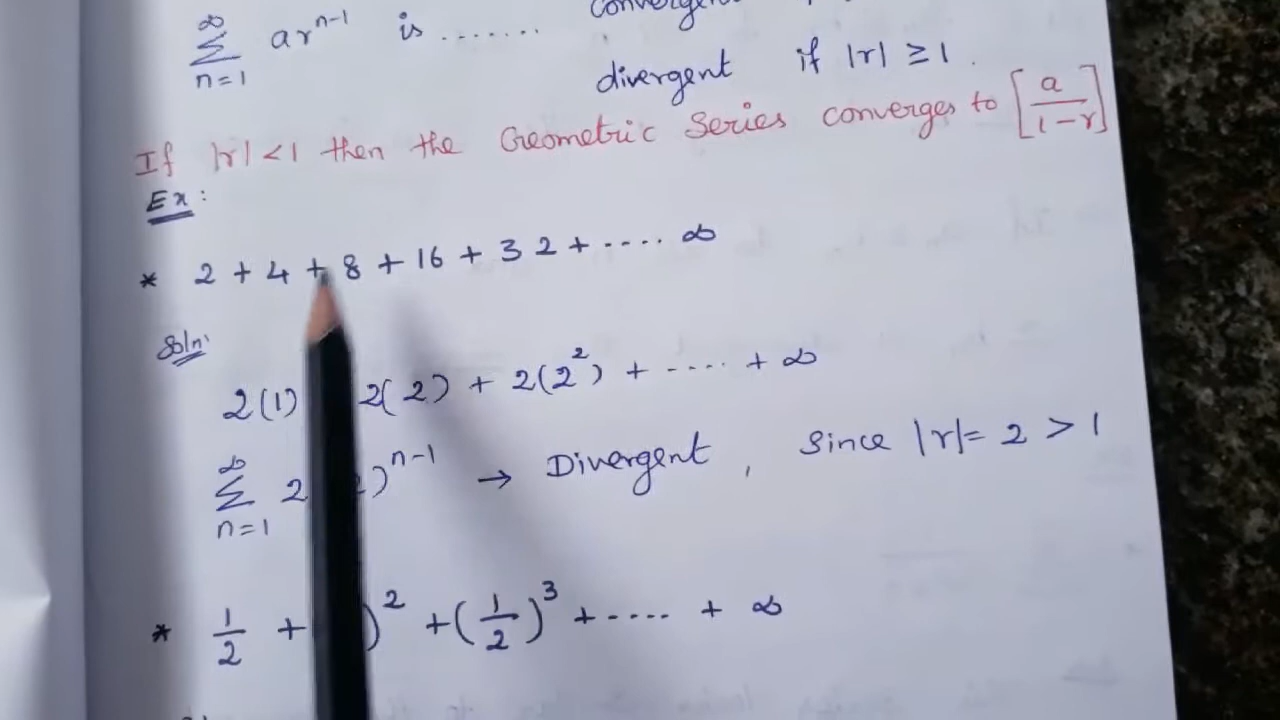 ∞
∑ ar^{n-1} is ....... convergent
n=1
divergent if |r| ≥ 1.
If |r| < 1 then the Geometric Series converges to [a/(1-r)]
Ex:
* 2 + 4 + 8 + 16 + 32 + .... ∞
Soln:
2(1) 2(2) + 2(2²) + .... + ∞
∞
∑ 2 )^{n-1} → Divergent, Since |r| = 2 > 1
n=1
* 1/2 + )² + (1/2)³ + ..... + ∞